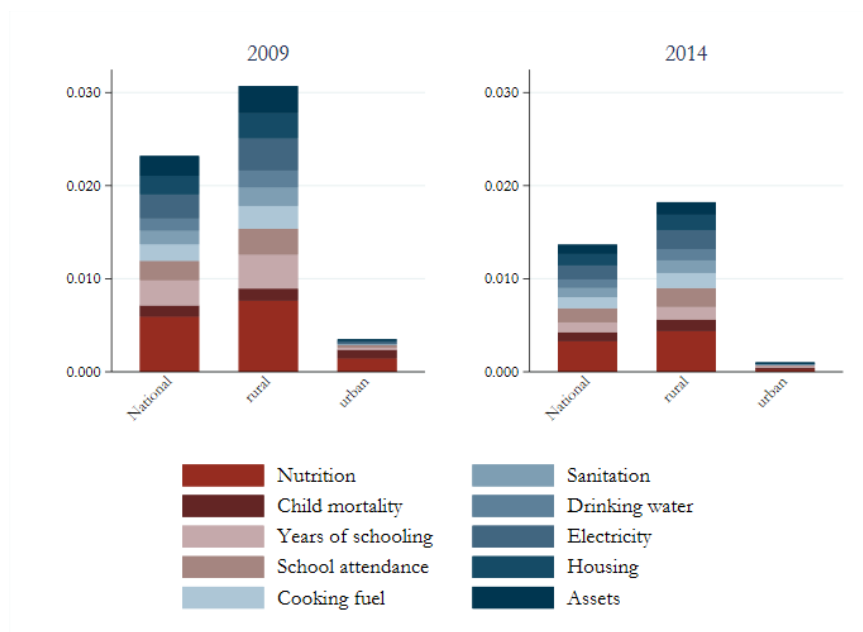 2009
0.030
0.020
0.010
0.000
National
rural
urban
2014
0.030
0.020
0.010
0.000
National
rural
urban
Nutrition
Child mortality
Years of schooling
School attendance
Cooking fuel
Sanitation
Drinking water
Electricity
Housing
Assets